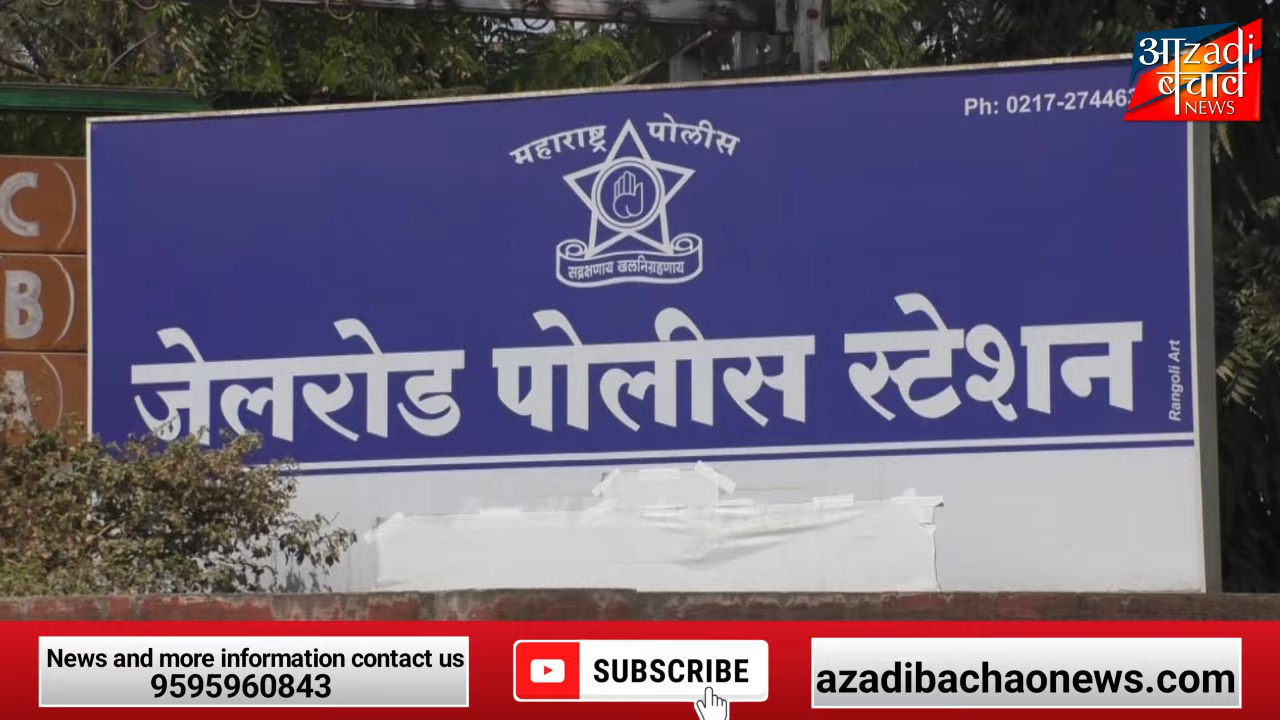 आzadi
बचाव
NEWS
Ph: 0217-27446
महाराष्ट्र पोलीस
सद्रक्षणाय खलनिग्रहणाय
जेलरोड पोलीस स्टेशन
Rangoli Art
C)
B)
A)
News and more information contact us
9595960843
SUBSCRIBE
azadibachaonews.com